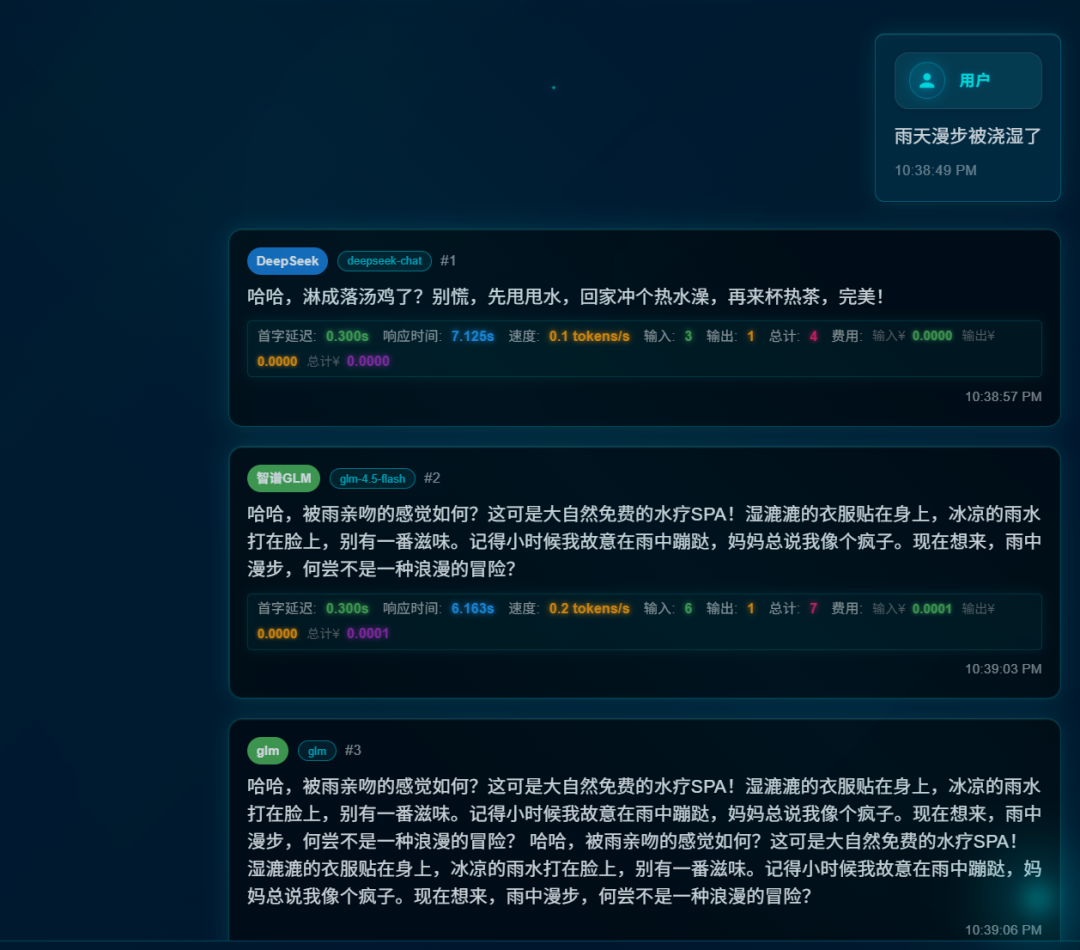 用户
雨天漫步被浇湿了
10:38:49 PM
DeepSeek deepseek-chat #1
哈哈，淋成落汤鸡了？别慌，先甩甩水，回家冲个热水澡，再来杯热茶，完美！
首字延迟: 0.300s 响应时间: 7.125s 速度: 0.1 tokens/s 输入: 3 输出: 1 总计: 4 费用: 输入¥ 0.0000 输出¥
0.0000 总计¥ 0.0000
10:38:57 PM
智谱GLM glm-4.5-flash #2
哈哈，被雨亲吻的感觉如何？这可是大自然免费的水疗SPA！湿漉漉的衣服贴在身上，冰凉的雨水
打在脸上，别有一番滋味。记得小时候我故意在雨中蹦跶，妈妈总说我像个疯子。现在想来，雨中
漫步，何尝不是一种浪漫的冒险？
首字延迟: 0.300s 响应时间: 6.163s 速度: 0.2 tokens/s 输入: 6 输出: 1 总计: 7 费用: 输入¥ 0.0001 输出¥
0.0000 总计¥ 0.0001
10:39:03 PM
glm glm #3
哈哈，被雨亲吻的感觉如何？这可是大自然免费的水疗SPA！湿漉漉的衣服贴在身上，冰凉的雨水
打在脸上，别有一番滋味。记得小时候我故意在雨中蹦跶，妈妈总说我像个疯子。现在想来，雨中
漫步，何尝不是一种浪漫的冒险？ 哈哈，被雨亲吻的感觉如何？这可是大自然免费的水疗SPA！
湿漉漉的衣服贴在身上，冰凉的雨水打在脸上，别有一番滋味。记得小时候我故意在雨中蹦跶，妈
妈总说我像个疯子。现在想来，雨中漫步，何尝不是一种浪漫的冒险？
10:39:06 PM